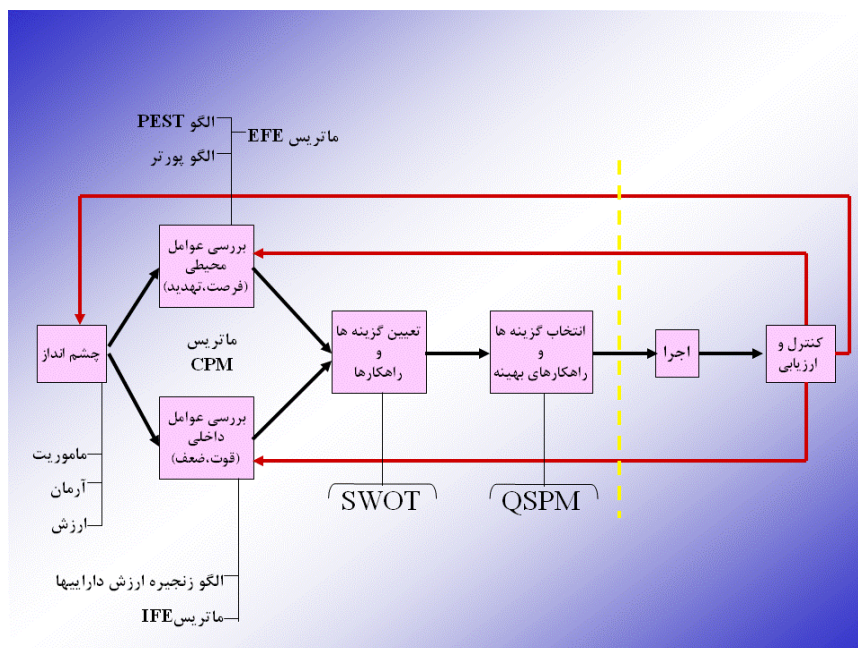 الگو PEST
ماتریس EFE
الگو پورتر
بررسی عوامل
محیطی
(فرصت،تهدید)
چشم انداز
ماتریس
CPM
تعیین گزینه ها
و
راهکارها
انتخاب گزینه ها
و
راهکارهای بهینه
اجرا
کنترل و
ارزیابی
بررسی عوامل
داخلی
(قوت،ضعف)
ماموریت
آرمان
ارزش
SWOT
QSPM
الگو زنجیره ارزش داراییها
ماتریسIFE